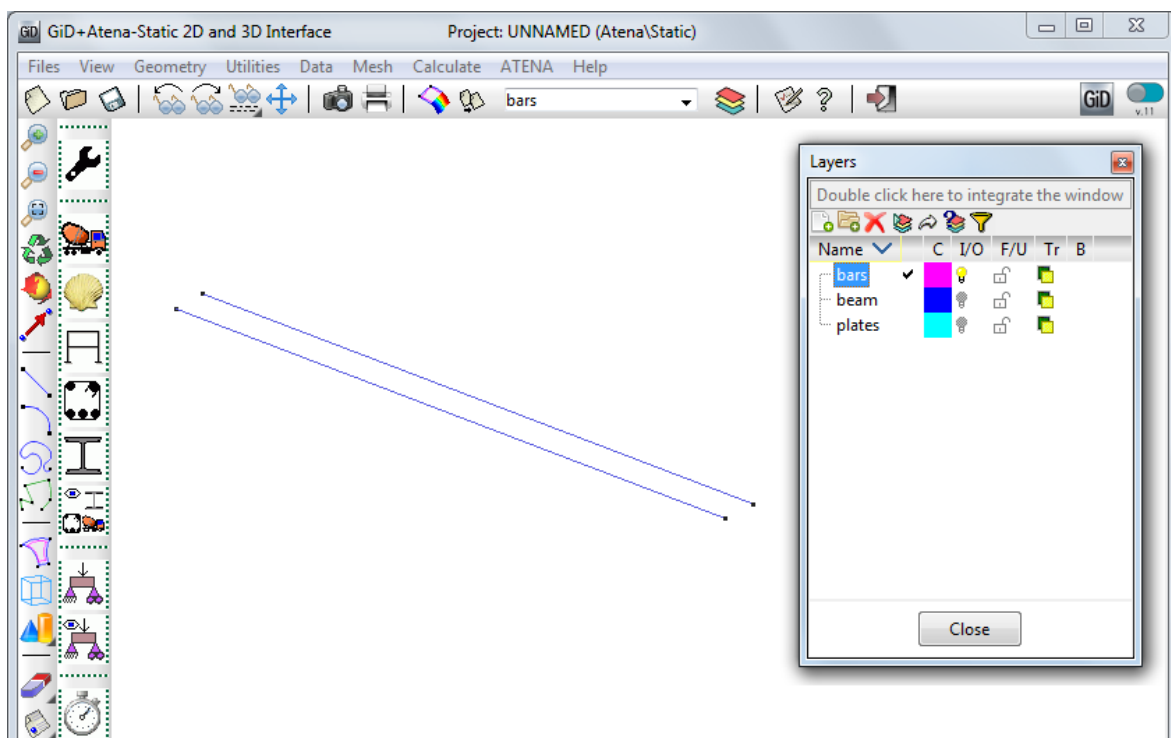 GiD GiD+Atena-Static 2D and 3D Interface Project: UNNAMED (Atena\Static)
Files View Geometry Utilities Data Mesh Calculate ATENA Help
bars GiD
v.11
Layers
Double click here to integrate the window
Name C I/O F/U Tr B
bars
beam
plates
Close